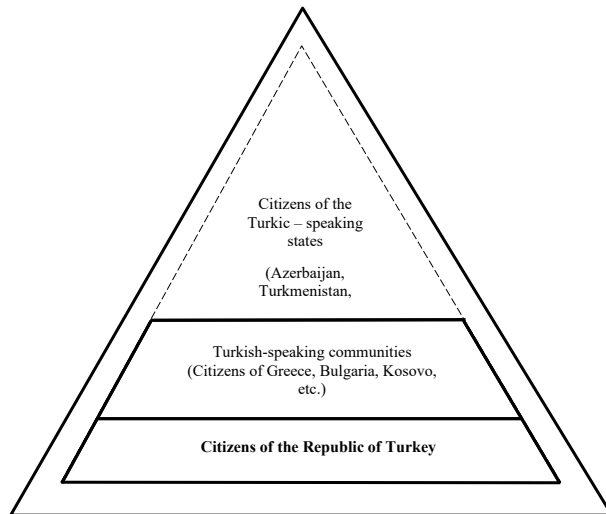 Citizens of the
Turkic – speaking
states
(Azerbaijan,
Turkmenistan,
Turkish-speaking communities
(Citizens of Greece, Bulgaria, Kosovo,
etc.)
Citizens of the Republic of Turkey